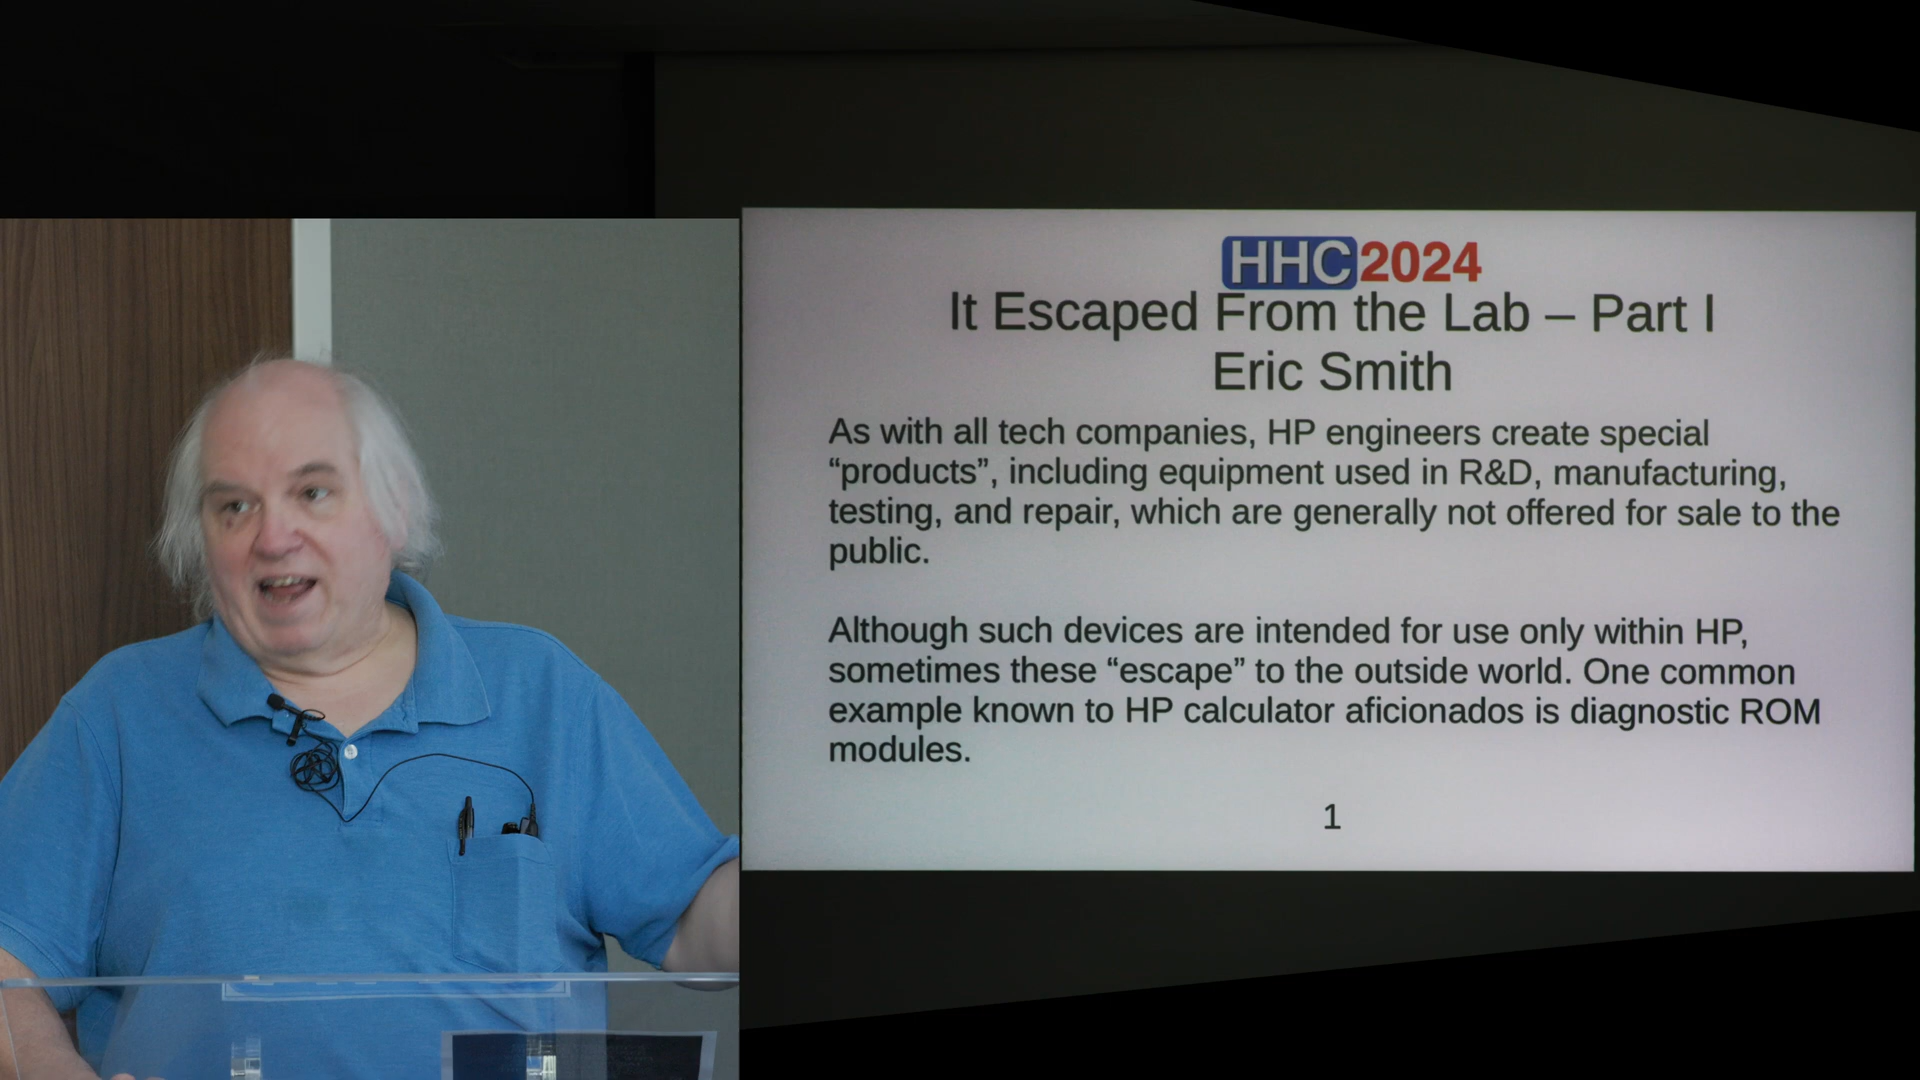 HHC 2024
It Escaped From the Lab – Part I
Eric Smith
As with all tech companies, HP engineers create special
“products”, including equipment used in R&D, manufacturing,
testing, and repair, which are generally not offered for sale to the
public.
Although such devices are intended for use only within HP,
sometimes these “escape” to the outside world. One common
example known to HP calculator aficionados is diagnostic ROM
modules.
1